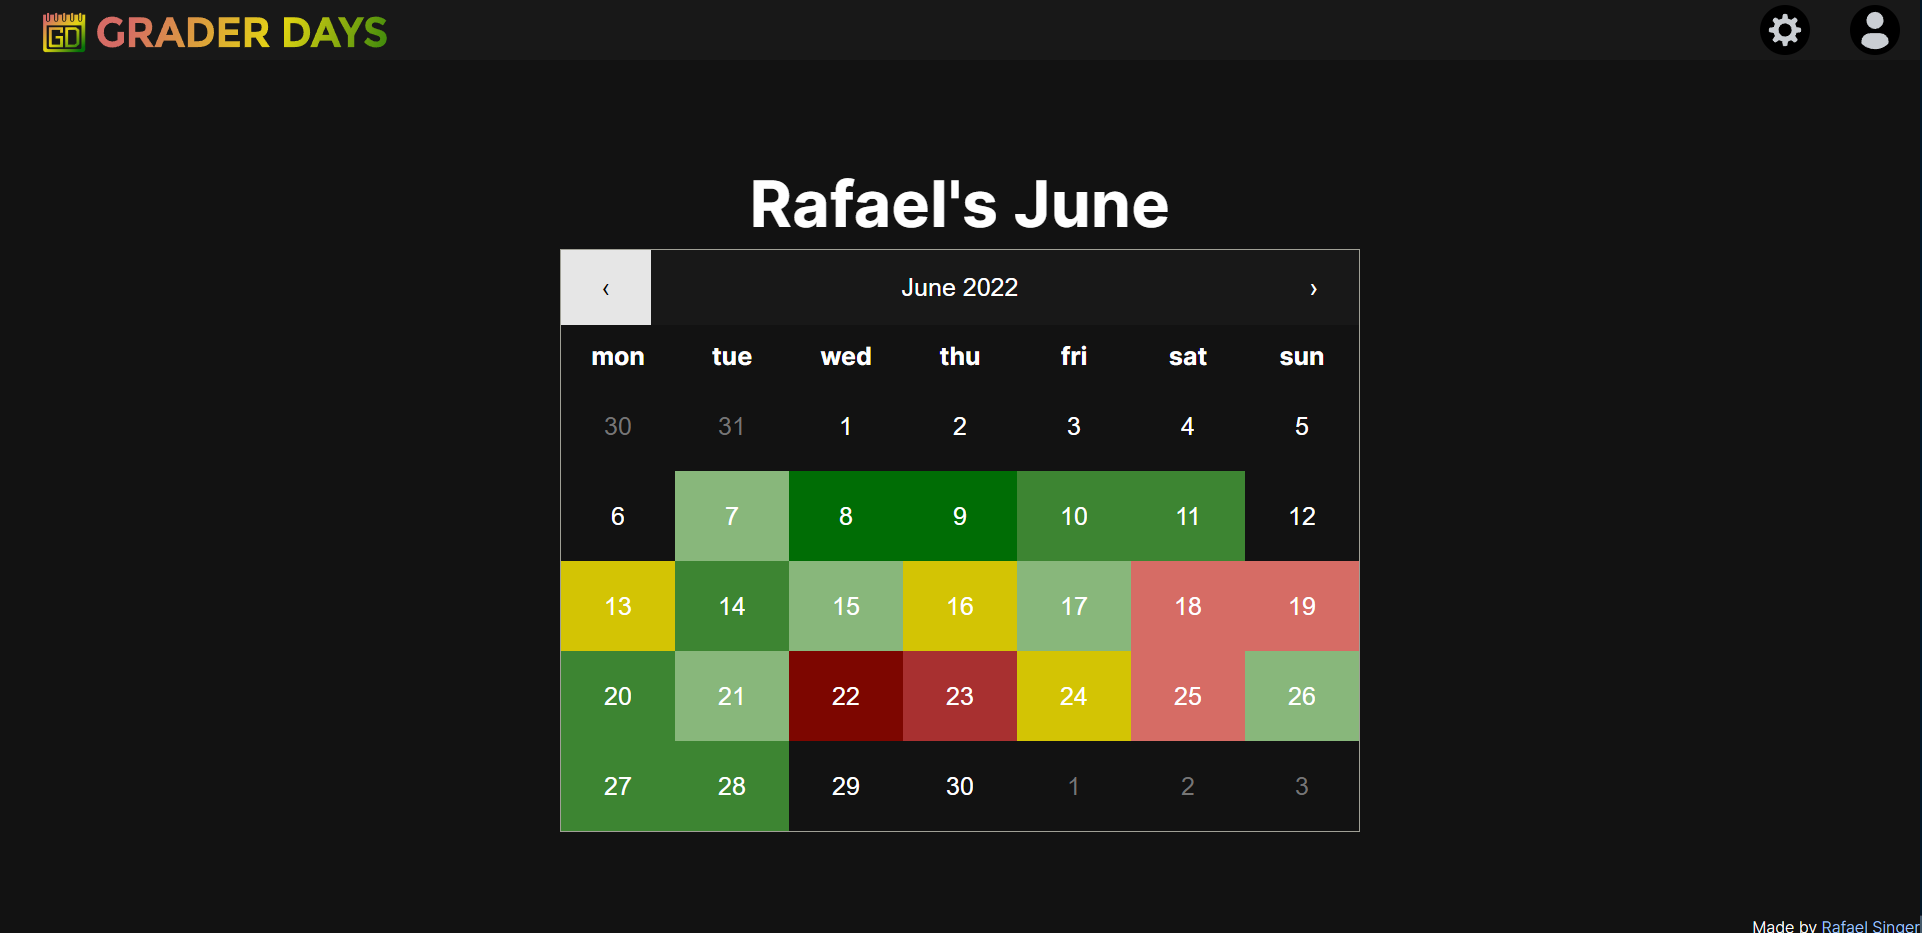 GD GRADER DAYS
Rafael's June
‹ June 2022 ›
mon tue wed thu fri sat sun
30 31 1 2 3 4 5
6 7 8 9 10 11 12
13 14 15 16 17 18 19
20 21 22 23 24 25 26
27 28 29 30 1 2 3
Made by Rafael Singer